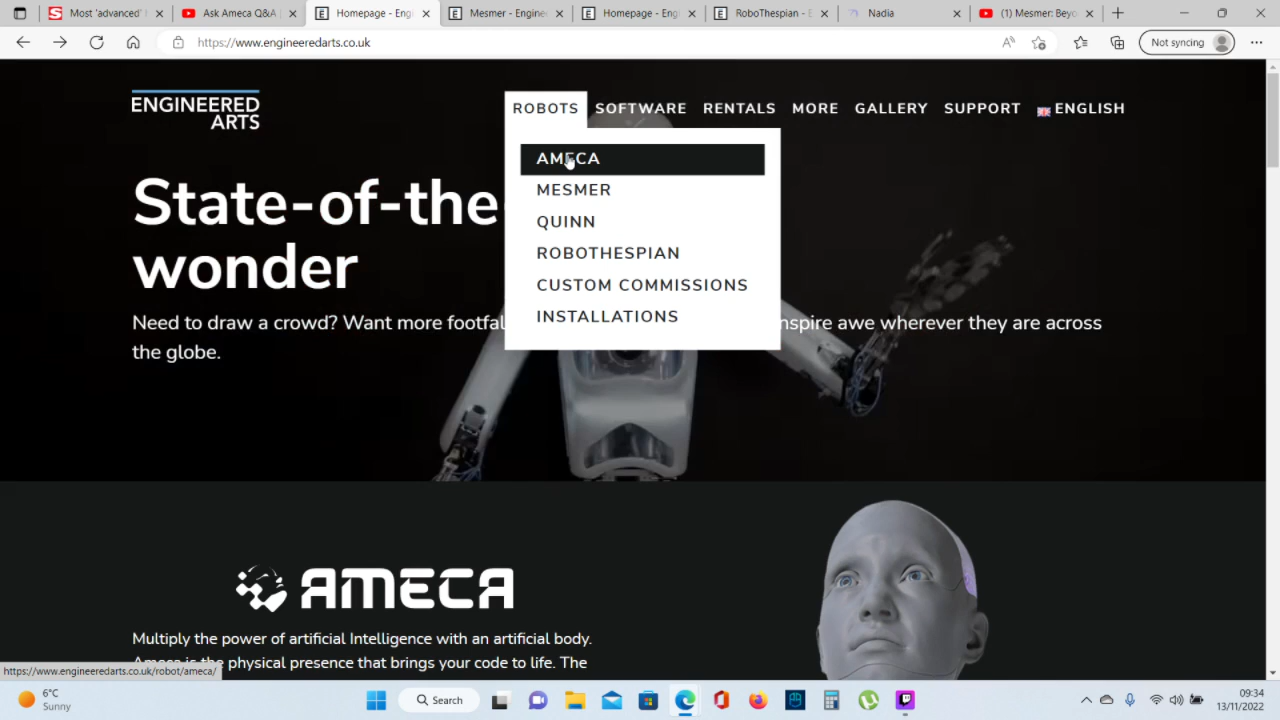 Most 'advanced'
Ask Ameca Q&A
Homepage - Eng
Mesmer - Engine
Homepage - Eng
RoboThespian - E
Nadia
(1) Mesmer: Beyo
https://www.engineeredarts.co.uk
Not syncing
ENGINEERED
ARTS
ROBOTS SOFTWARE RENTALS MORE GALLERY SUPPORT ENGLISH
AMECA
MESMER
QUINN
ROBOTHESPIAN
CUSTOM COMMISSIONS
INSTALLATIONS
State-of-the-
wonder
Need to draw a crowd? Want more footfal nspire awe wherever they are across
the globe.
AMECA
Multiply the power of artificial Intelligence with an artificial body.
Ameca is the physical presence that brings your code to life. The
https://www.engineeredarts.co.uk/robot/ameca/
6°C
Sunny
Search
09:34
13/11/2022